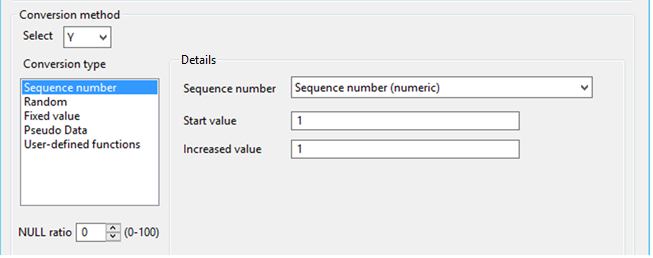 Conversion method
Select Y
Conversion type
Details
Sequence number
Random
Fixed value
Pseudo Data
User-defined functions
Sequence number Sequence number (numeric)
Start value 1
Increased value 1
NULL ratio 0 (0-100)